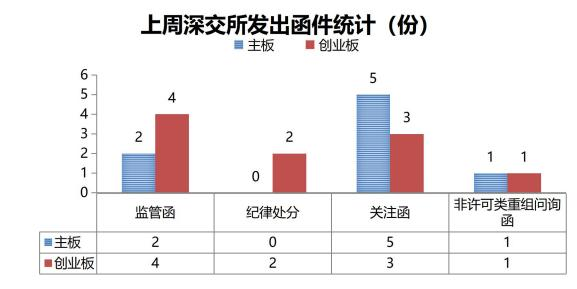 上周深交所发出函件统计（份）
主板 创业板
6
5
4
3
2
1
0
2 4 0 2 5 3 1 1
监管函 纪律处分 关注函 非许可类重组问询
函
主板 2 0 5 1
创业板 4 2 3 1